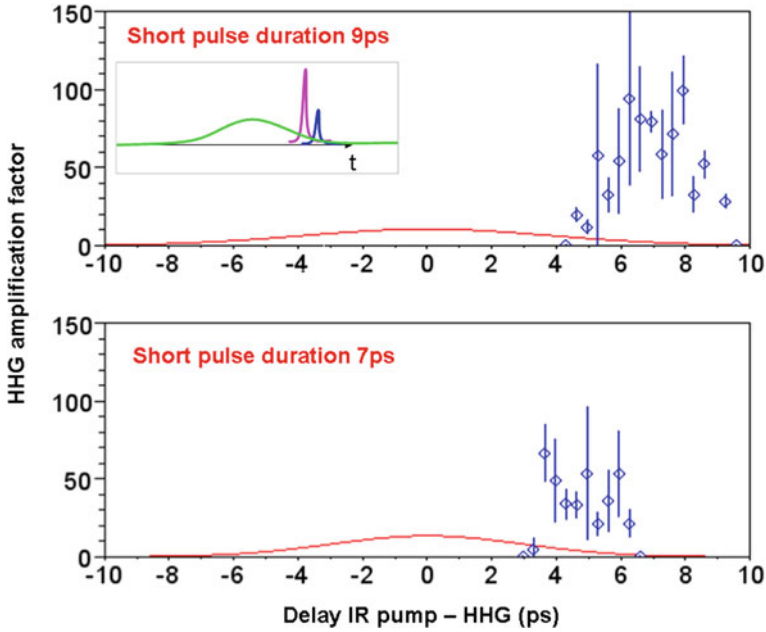 HHG amplification factor
150
Short pulse duration 9ps
100
t
50
0
-10 -8 -6 -4 -2 0 2 4 6 8 10
150
Short pulse duration 7ps
100
50
0
-10 -8 -6 -4 -2 0 2 4 6 8 10
Delay IR pump – HHG (ps)